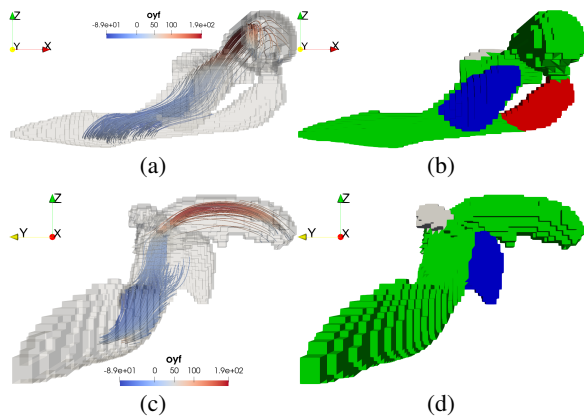 oyf
-8.9e+01 0 50 100 1.9e+02
Z
Y X
Z
Y X
(a) (b)
Z
Y X
Z
Y X
oyf
-8.9e+01 0 50 100 1.9e+02
(c) (d)